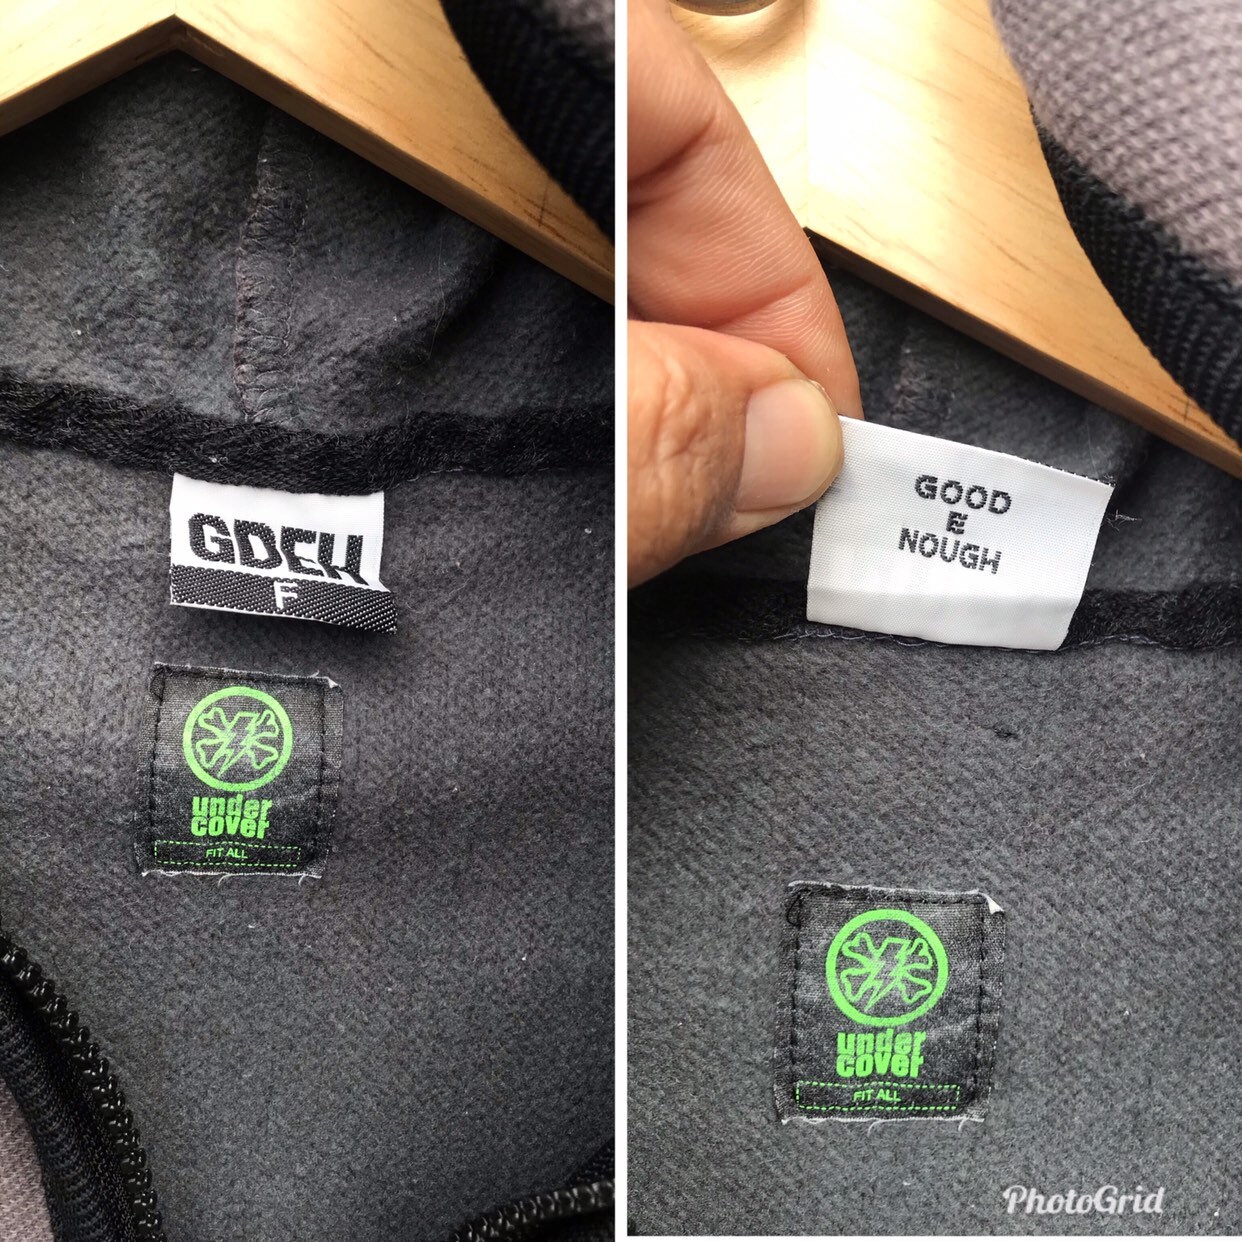 GDEH
F
under
cover
FIT ALL
GOOD
E
NOUGH
under
cover
FIT ALL
PhotoGrid